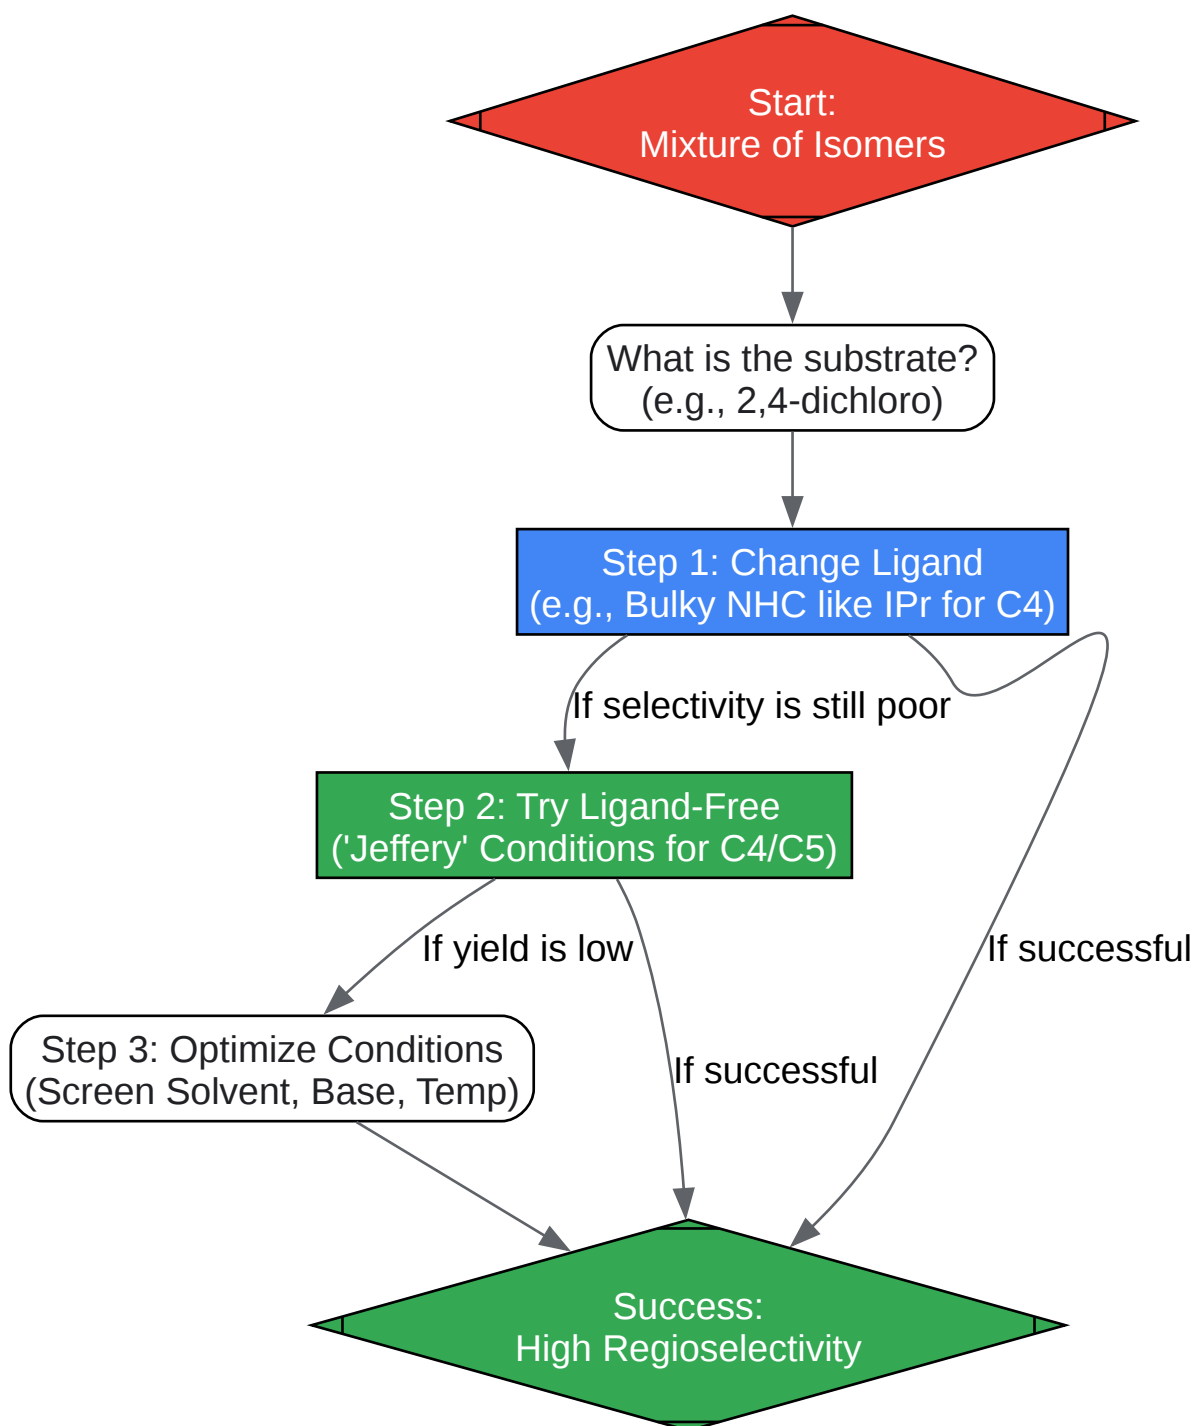 Start:
Mixture of Isomers
What is the substrate?
(e.g., 2,4-dichloro)
Step 1: Change Ligand
(e.g., Bulky NHC like IPr for C4)
If selectivity is still poor
Step 2: Try Ligand-Free
('Jeffery' Conditions for C4/C5)
If yield is low
If successful
Step 3: Optimize Conditions
(Screen Solvent, Base, Temp)
If successful
Success:
High Regioselectivity